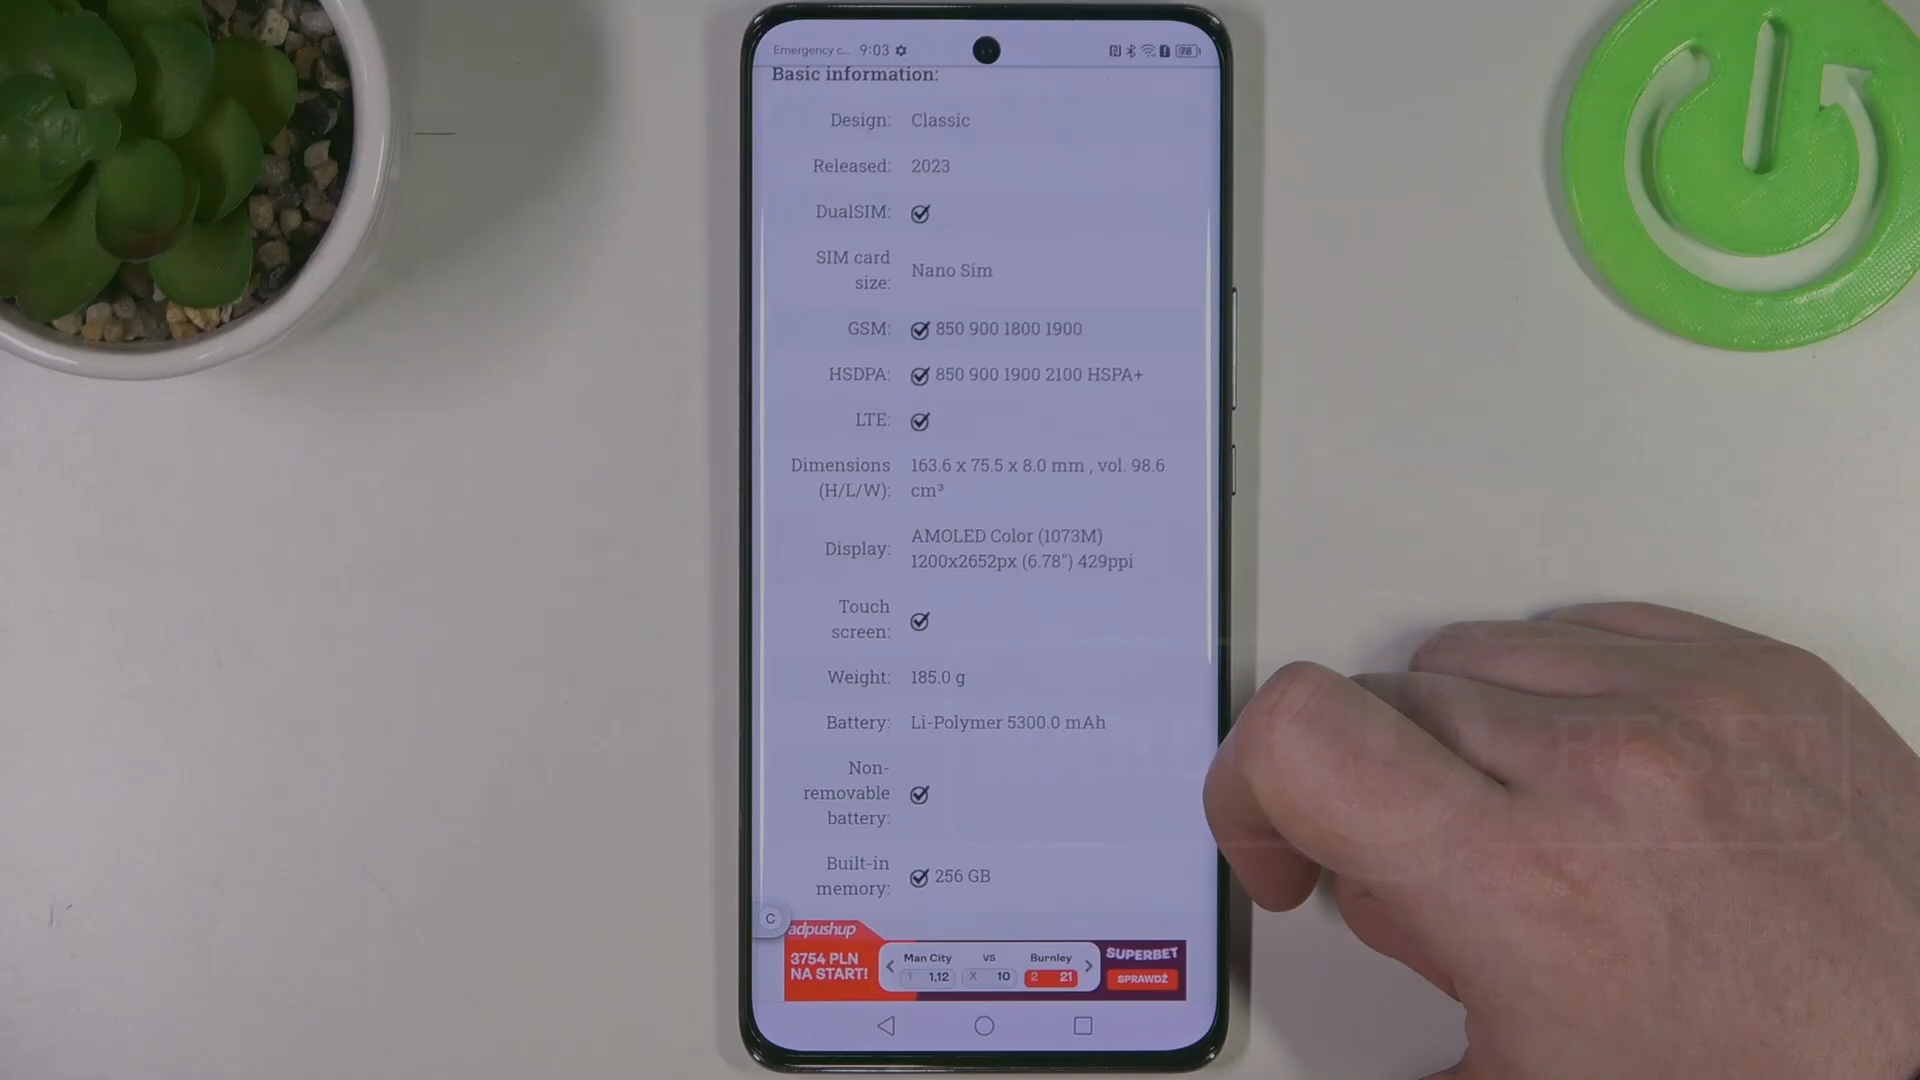 Emergency c... 9:03
78
Basic information:
Design: Classic
Released: 2023
DualSIM:
SIM card
size: Nano Sim
GSM: 850 900 1800 1900
HSDPA: 850 900 1900 2100 HSPA+
LTE:
Dimensions
(H/L/W): 163.6 x 75.5 x 8.0 mm , vol. 98.6
cm³
Display: AMOLED Color (1073M)
1200x2652px (6.78") 429ppi
Touch
screen:
Weight: 185.0 g
Battery: Li-Polymer 5300.0 mAh
Non-
removable
battery:
Built-in
memory: 256 GB
C
adpushup
3754 PLN
NA START!
Man City vs Burnley
1 1,12 X 10 2 21
SUPERBET
SPRAWDŹ
RESET